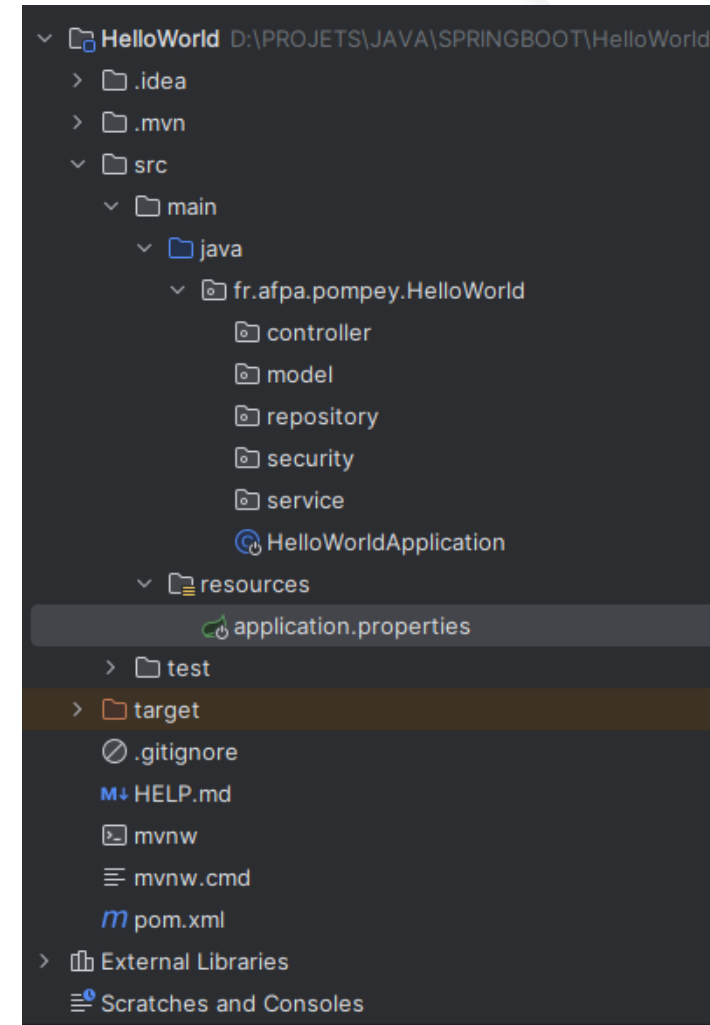 HelloWorld D:\PROJETS\JAVA\SPRINGBOOT\HelloWorld
.idea
.mvn
src
main
java
fr.afpa.pompey.HelloWorld
controller
model
repository
security
service
HelloWorldApplication
resources
application.properties
test
target
.gitignore
M↓ HELP.md
mvnw
mvnw.cmd
m pom.xml
External Libraries
Scratches and Consoles